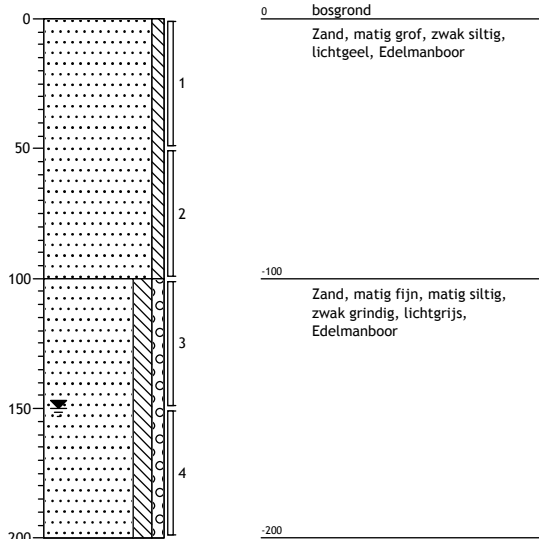 0
50
100
150
200
1
2
3
4
0
bosgrond
Zand, matig grof, zwak siltig,
lichtgeel, Edelmanboor
-100
Zand, matig fijn, matig siltig,
zwak grindig, lichtgrijs,
Edelmanboor
-200